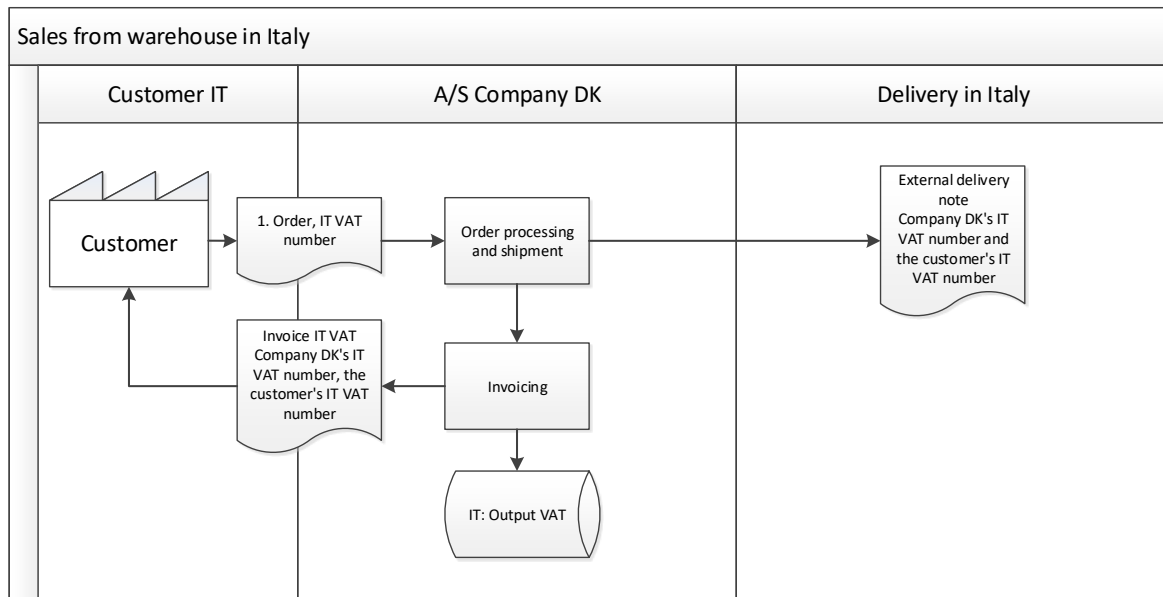 Sales from warehouse in Italy
Customer IT
A/S Company DK
Delivery in Italy
Customer
1. Order, IT VAT
number
Order processing
and shipment
External delivery
note
Company DK's IT
VAT number and
the customer's IT
VAT number
Invoice IT VAT
Company DK's IT
VAT number, the
customer's IT VAT
number
Invoicing
IT: Output VAT